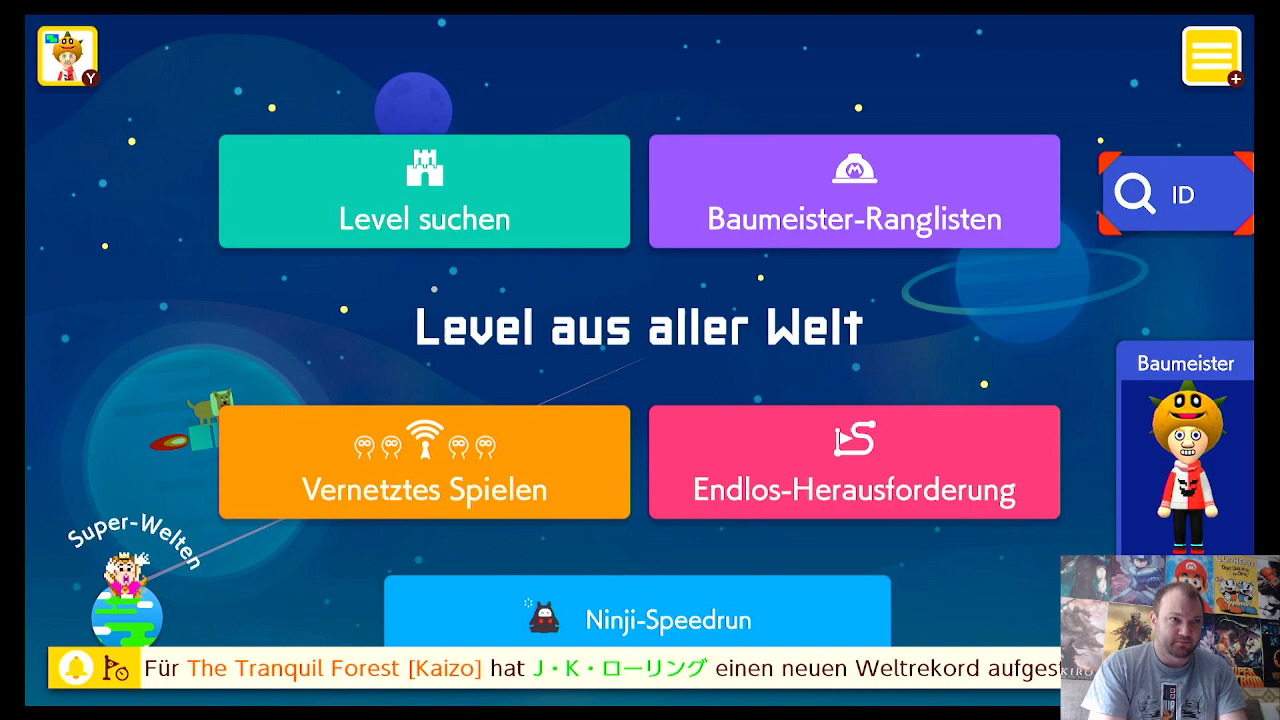 Y
+
Level suchen
Baumeister-Ranglisten
ID
Level aus aller Welt
Baumeister
Vernetztes Spielen
Endlos-Herausforderung
Super-Welten
Ninji-Speedrun
Für The Tranquil Forest [Kaizo] hat J・K・ローリング einen neuen Weltrekord aufges